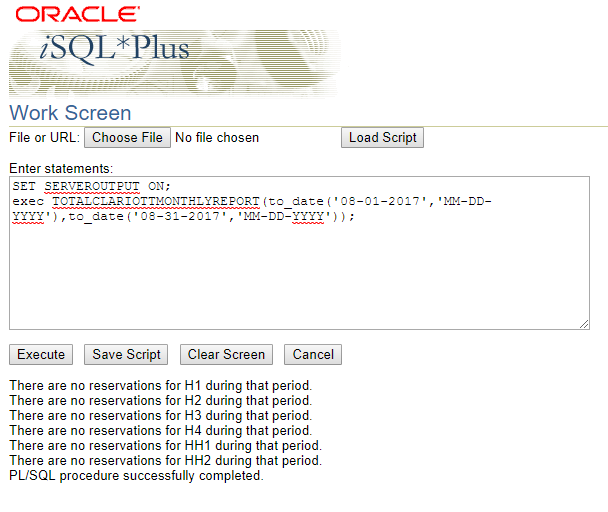 ORACLE
iSQL*Plus
Work Screen
File or URL: Choose File No file chosen Load Script
Enter statements:
SET SERVEROUTPUT ON;
exec TOTALCLARIOTTMONTHLYREPORT(to_date('08-01-2017','MM-DD-
YYYY'),to_date('08-31-2017','MM-DD-YYYY'));
Execute Save Script Clear Screen Cancel
There are no reservations for H1 during that period.
There are no reservations for H2 during that period.
There are no reservations for H3 during that period.
There are no reservations for H4 during that period.
There are no reservations for HH1 during that period.
There are no reservations for HH2 during that period.
PL/SQL procedure successfully completed.